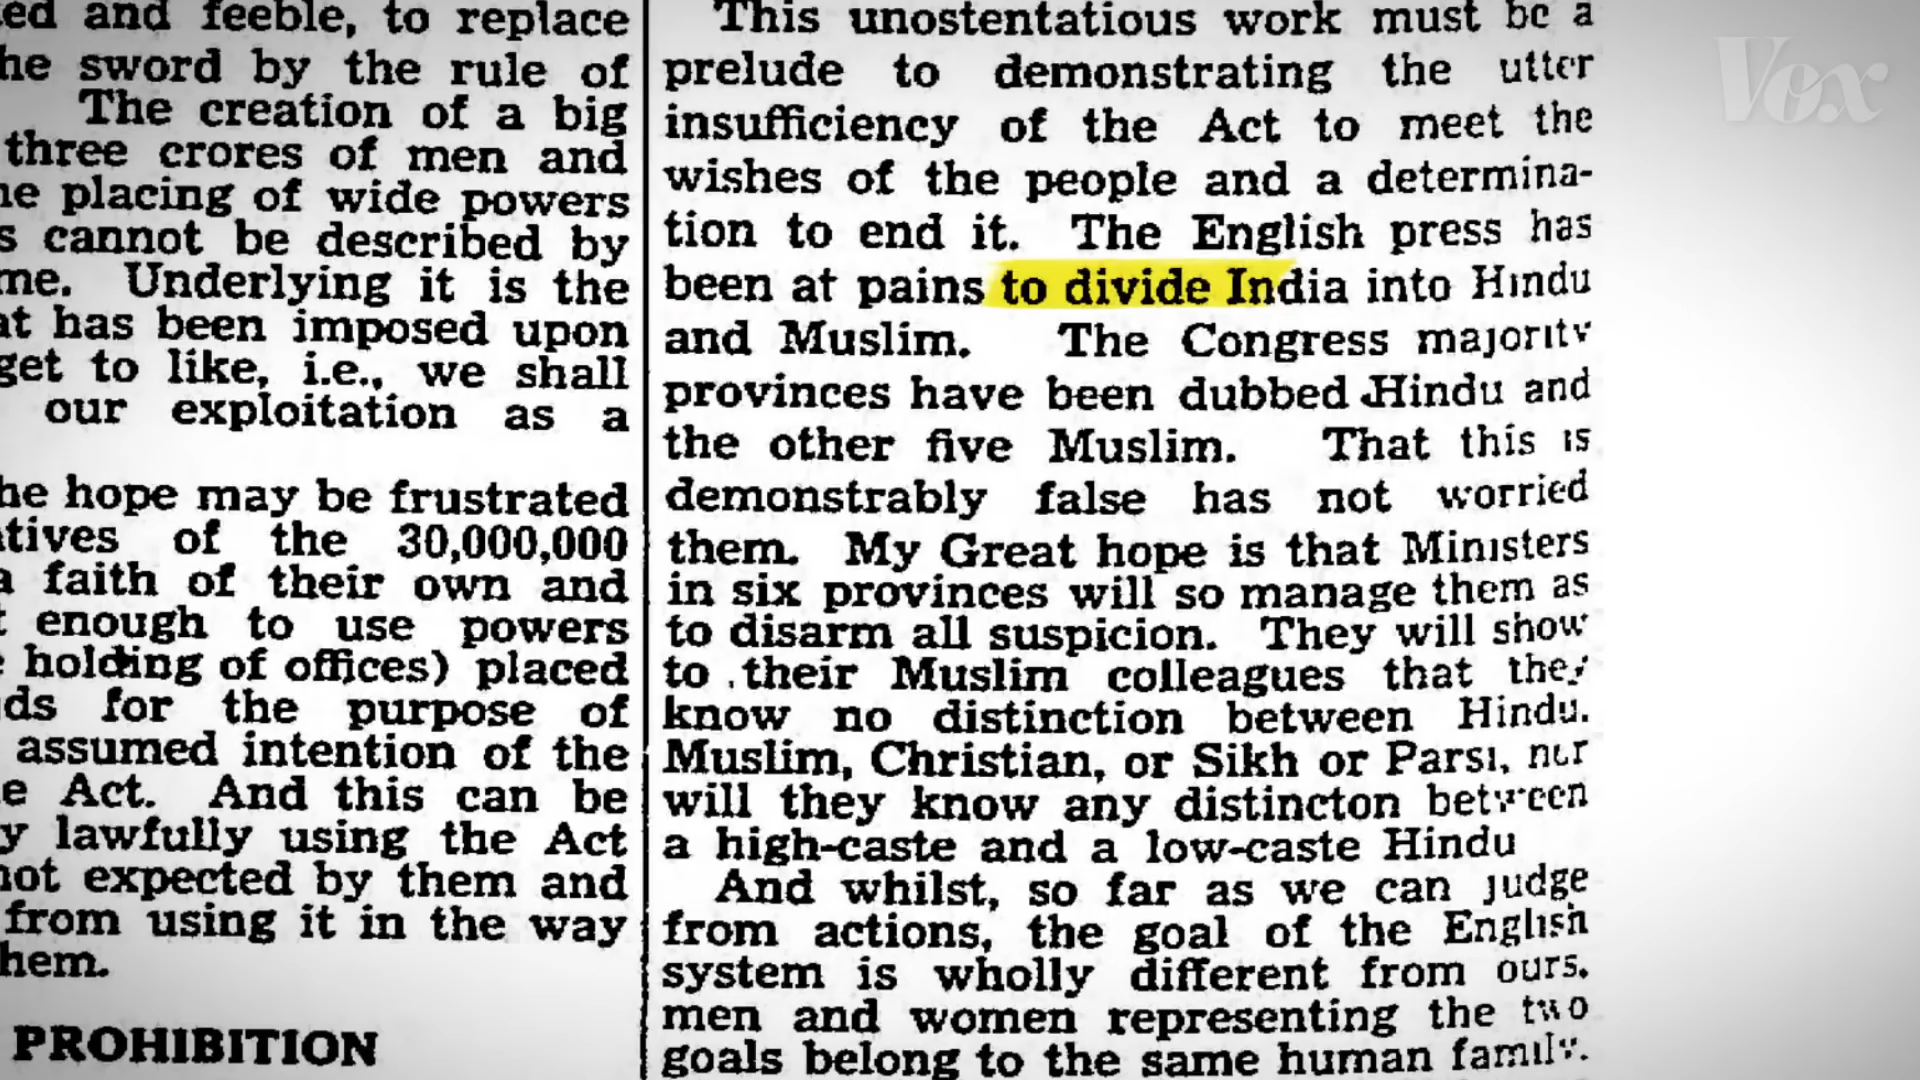 ed and feeble, to replace
he sword by the rule of
The creation of a big
three crores of men and
he placing of wide powers
s cannot be described by
me. Underlying it is the
at has been imposed upon
get to like, i.e., we shall
our exploitation as a
he hope may be frustrated
atives of the 30,000,000
a faith of their own and
t enough to use powers
e holding of offices) placed
ds for the purpose of
assumed intention of the
e Act. And this can be
y lawfully using the Act
not expected by them and
from using it in the way
hem.
PROHIBITION
This unostentatious work must be a
prelude to demonstrating the utter
insufficiency of the Act to meet the
wishes of the people and a determina-
tion to end it. The English press has
been at pains to divide India into Hindu
and Muslim. The Congress majority
provinces have been dubbed Hindu and
the other five Muslim. That this is
demonstrably false has not worried
them. My Great hope is that Ministers
in six provinces will so manage them as
to disarm all suspicion. They will show
to their Muslim colleagues that they
know no distinction between Hindu.
Muslim, Christian, or Sikh or Parsi, nor
will they know any distincton between
a high-caste and a low-caste Hindu
And whilst, so far as we can judge
from actions, the goal of the English
system is wholly different from ours.
men and women representing the two
goals belong to the same human family.
Vox